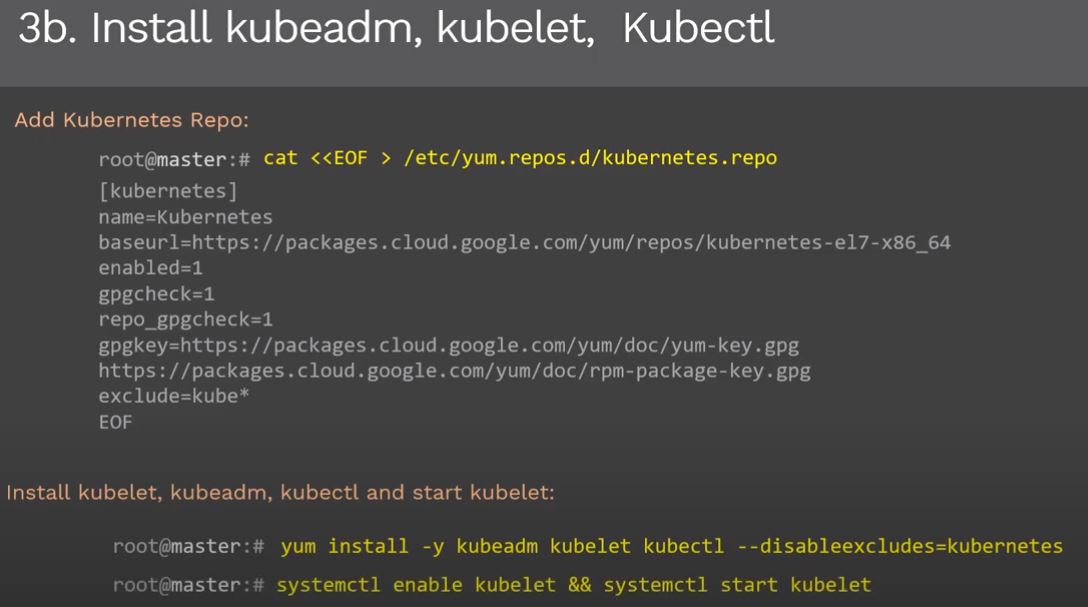 3b. Install kubeadm, kubelet, Kubectl
Add Kubernetes Repo:
root@master:# cat <<EOF > /etc/yum.repos.d/kubernetes.repo
[kubernetes]
name=Kubernetes
baseurl=https://packages.cloud.google.com/yum/repos/kubernetes-el7-x86_64
enabled=1
gpgcheck=1
repo_gpgcheck=1
gpgkey=https://packages.cloud.google.com/yum/doc/yum-key.gpg
https://packages.cloud.google.com/yum/doc/rpm-package-key.gpg
exclude=kube*
EOF
Install kubelet, kubeadm, kubectl and start kubelet:
root@master:# yum install -y kubeadm kubelet kubectl --disableexcludes=kubernetes
root@master:# systemctl enable kubelet && systemctl start kubelet